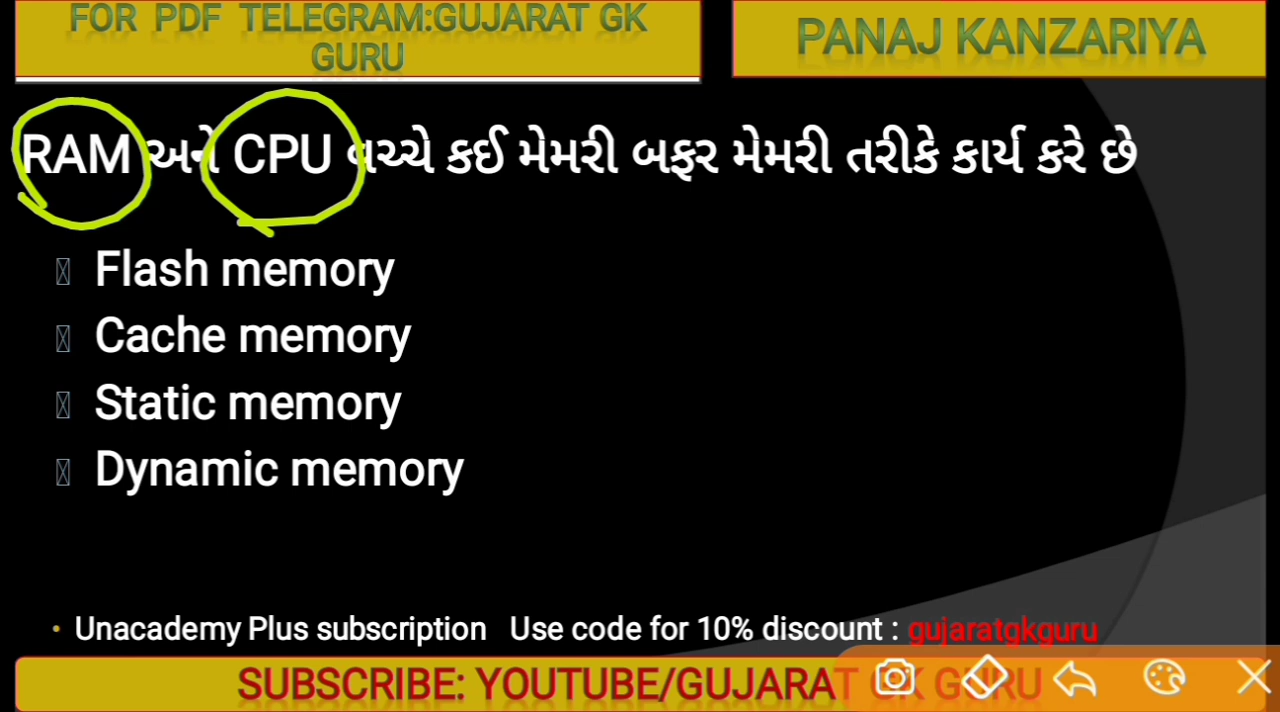 FOR PDF TELEGRAM:GUJARAT GK
GURU
PANAJ KANZARIYA
RAM અને CPU વચ્ચે કઈ મેમરી બફર મેમરી તરીકે કાર્ય કરે છે
Flash memory
Cache memory
Static memory
Dynamic memory
• Unacademy Plus subscription Use code for 10% discount : gujaratgkguru
SUBSCRIBE: YOUTUBE/GUJARAT GK GURU